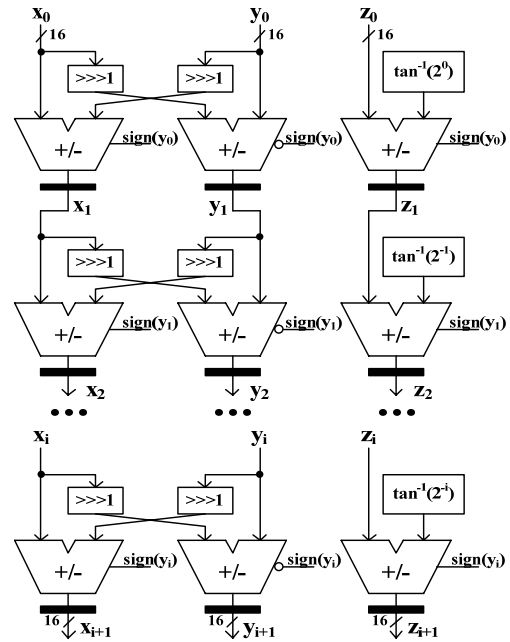 x₀ y₀ z₀
16 16 16
>>>1 >>>1 tan⁻¹(2⁰)
+/- sign(y₀) +/- sign(y₀) +/- sign(y₀)
x₁ y₁ z₁
>>>1 >>>1 tan⁻¹(2⁻¹)
+/- sign(y₁) +/- sign(y₁) +/- sign(y₁)
x₂ y₂ z₂
xᵢ yᵢ zᵢ
>>>1 >>>1 tan⁻¹(2⁻ⁱ)
+/- sign(yᵢ) +/- sign(yᵢ) +/- sign(yᵢ)
16 xᵢ₊₁ 16 yᵢ₊₁ 16 zᵢ₊₁